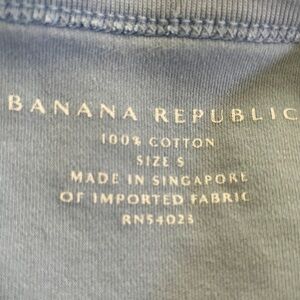 BANANA REPUBLIC
100% COTTON
SIZE S
MADE IN SINGAPORE
OF IMPORTED FABRIC
RN54023